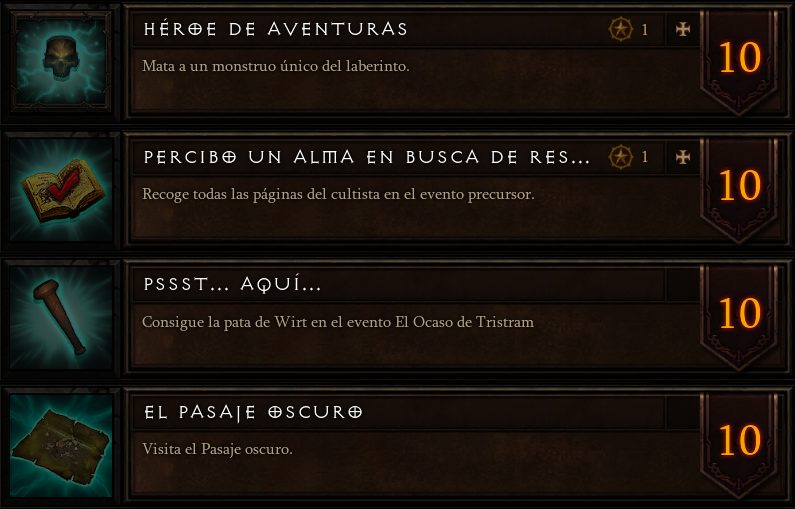 HÉROE DE AVENTURAS 1 10
Mata a un monstruo único del laberinto.
PERCIBO UN ALMA EN BUSCA DE RES... 1 10
Recoge todas las páginas del cultista en el evento precursor.
PSSST... AQUÍ... 10
Consigue la pata de Wirt en el evento El Ocaso de Tristram
EL PASAJE OSCURO 10
Visita el Pasaje oscuro.